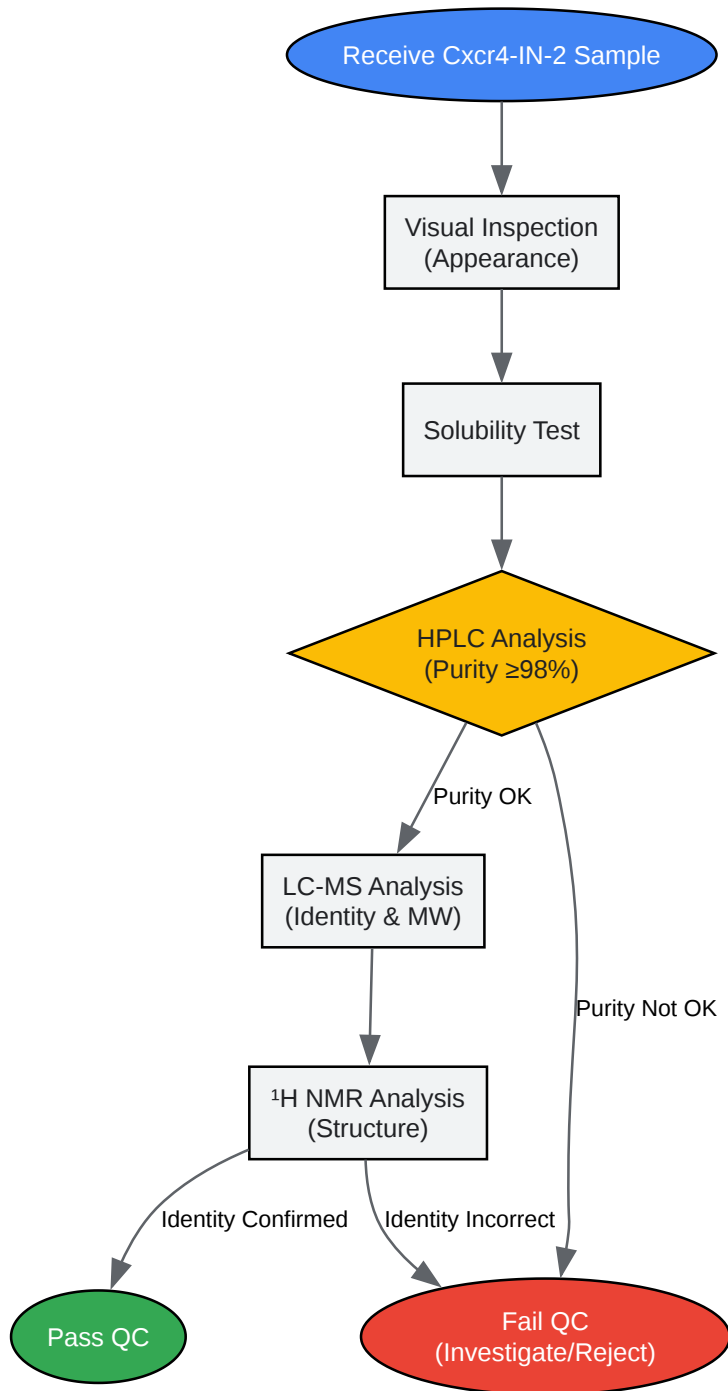 Receive Cxcr4-IN-2 Sample
Visual Inspection
(Appearance)
Solubility Test
HPLC Analysis
(Purity ≥98%)
Purity OK
LC-MS Analysis
(Identity & MW)
Purity Not OK
¹H NMR Analysis
(Structure)
Identity Confirmed
Identity Incorrect
Pass QC
Fail QC
(Investigate/Reject)